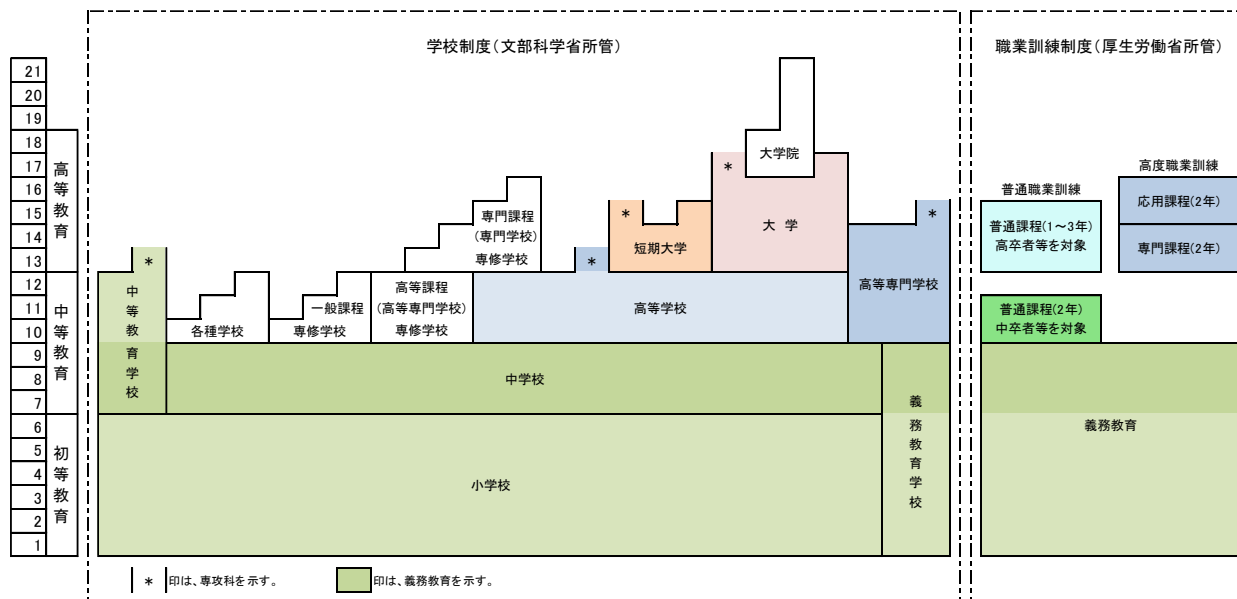 学校制度(文部科学省所管)
職業訓練制度(厚生労働省所管)
21
20
19
18
17
16
15
14
13
12
11
10
9
8
7
6
5
4
3
2
1
高等教育
中等教育
初等教育
*
中等教育学校
各種学校
一般課程
専修学校
高等課程
(高等専門学校)
専修学校
専門課程
(専門学校)
専修学校
*
高等学校
*
短期大学
*
大学院
大 学
*
高等専門学校
中学校
小学校
義務教育学校
普通職業訓練
普通課程(1～3年)
高卒者等を対象
普通課程(2年)
中卒者等を対象
高度職業訓練
応用課程(2年)
専門課程(2年)
義務教育
* 印は、専攻科を示す。
印は、義務教育を示す。